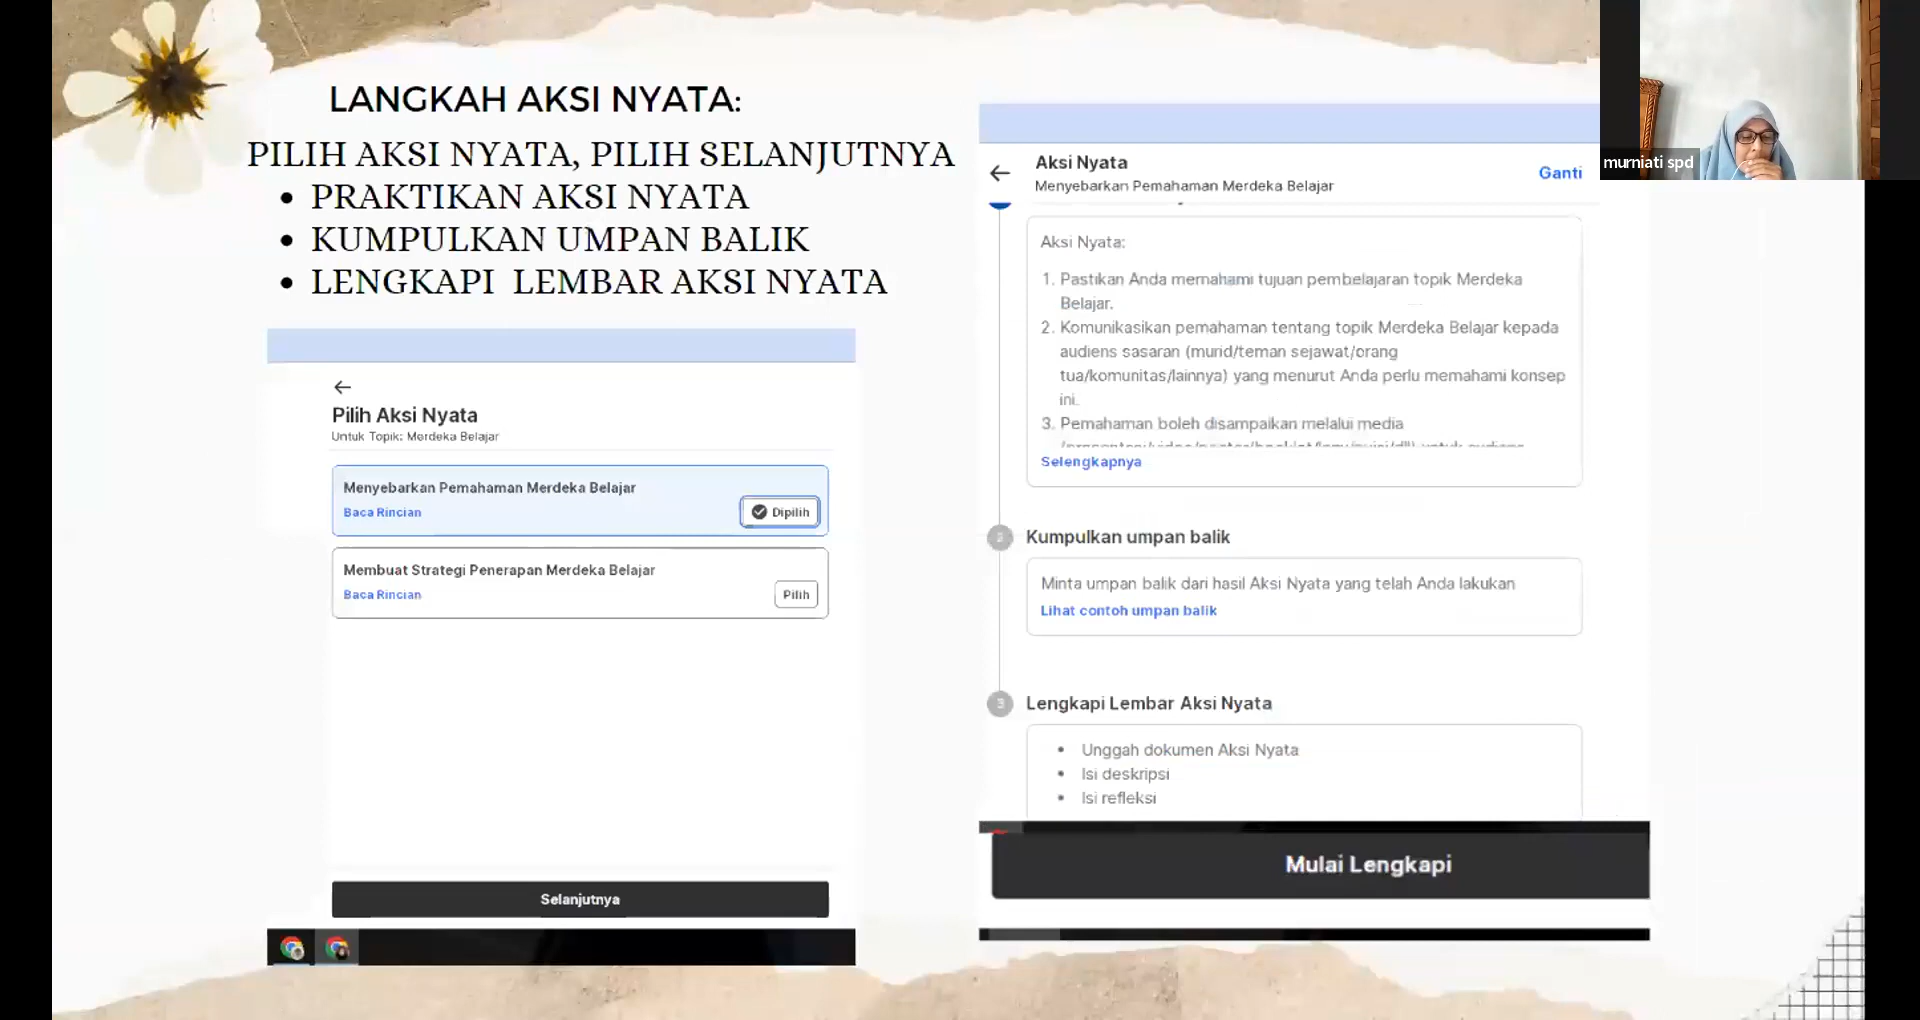 LANGKAH AKSI NYATA:
PILIH AKSI NYATA, PILIH SELANJUTNYA
• PRAKTIKAN AKSI NYATA
• KUMPULKAN UMPAN BALIK
• LENGKAPI LEMBAR AKSI NYATA
Pilih Aksi Nyata
Untuk Topik: Merdeka Belajar
Menyebarkan Pemahaman Merdeka Belajar
Baca Rincian
Dipilih
Membuat Strategi Penerapan Merdeka Belajar
Baca Rincian
Pilih
Selanjutnya
Aksi Nyata
Menyebarkan Pemahaman Merdeka Belajar
Ganti
Aksi Nyata:
1. Pastikan Anda memahami tujuan pembelajaran topik Merdeka
Belajar.
2. Komunikasikan pemahaman tentang topik Merdeka Belajar kepada
audiens sasaran (murid/teman sejawat/orang
tua/komunitas/lainnya) yang menurut Anda perlu memahami konsep
ini.
3. Pemahaman boleh disampaikan melalui media
Selengkapnya
Kumpulkan umpan balik
Minta umpan balik dari hasil Aksi Nyata yang telah Anda lakukan
Lihat contoh umpan balik
3 Lengkapi Lembar Aksi Nyata
• Unggah dokumen Aksi Nyata
• Isi deskripsi
• Isi refleksi
Mulai Lengkapi
murniati spd